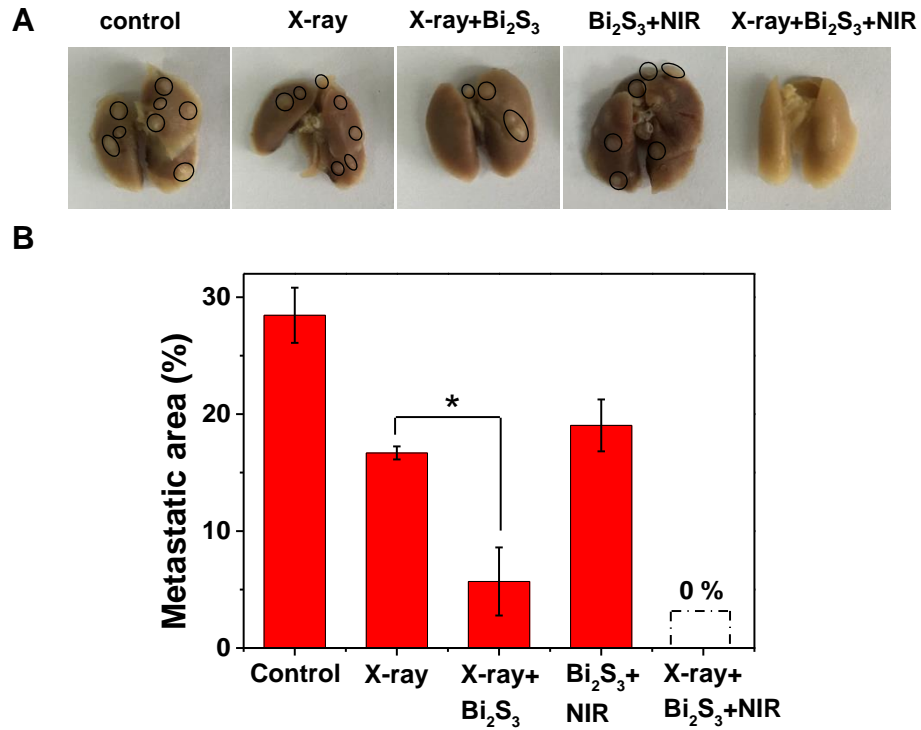 A
control X-ray X-ray+Bi₂S₃ Bi₂S₃+NIR X-ray+Bi₂S₃+NIR
B
Metastatic area (%)
30
20
10
0
*
0 %
Control X-ray X-ray+ Bi₂S₃+ X-ray+
Bi₂S₃ NIR Bi₂S₃+NIR